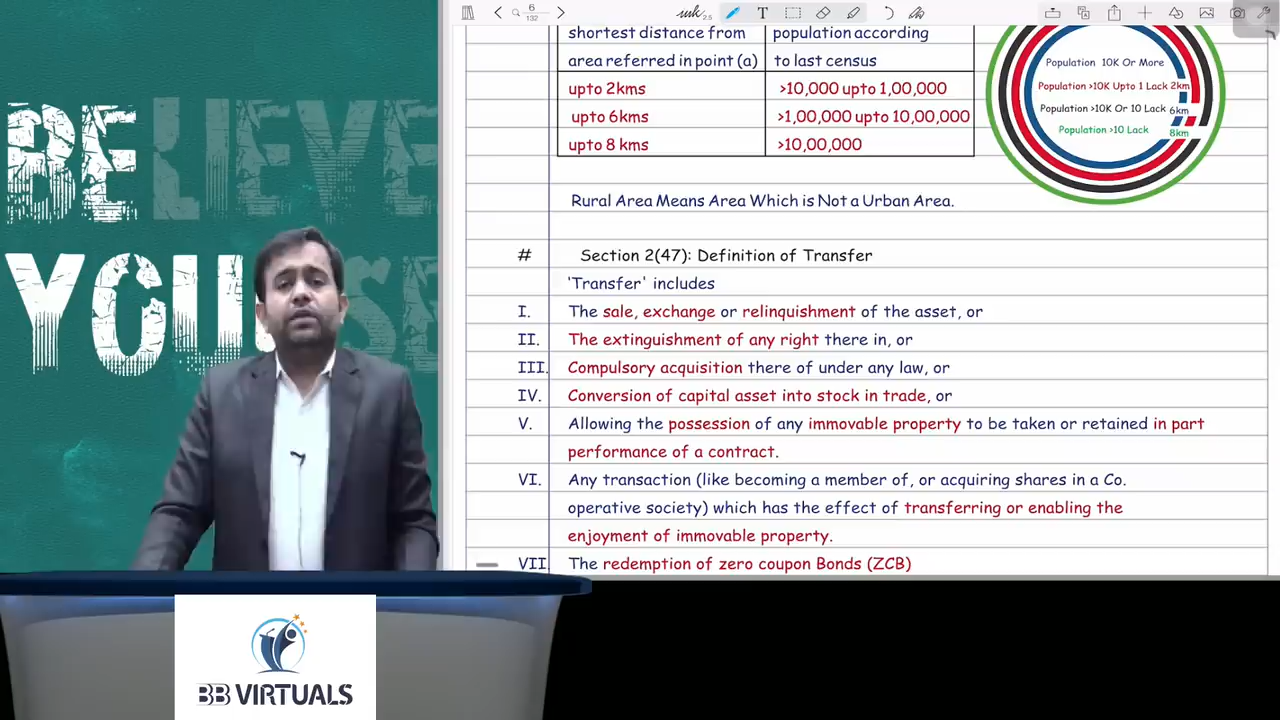 BELIEVE
YOU
BB VIRTUALS
6
132
2.5
T
shortest distance from
area referred in point (a)
population according
to last census
upto 2kms >10,000 upto 1,00,000
upto 6kms >1,00,000 upto 10,00,000
upto 8 kms >10,00,000
Population 10K Or More
Population >10K Upto 1 Lack 2km
Population >10K Or 10 Lack 6km
Population >10 Lack 8km
Rural Area Means Area Which is Not a Urban Area.
# Section 2(47): Definition of Transfer
'Transfer' includes
I. The sale, exchange or relinquishment of the asset, or
II. The extinguishment of any right there in, or
III. Compulsory acquisition there of under any law, or
IV. Conversion of capital asset into stock in trade, or
V. Allowing the possession of any immovable property to be taken or retained in part
performance of a contract.
VI. Any transaction (like becoming a member of, or acquiring shares in a Co.
operative society) which has the effect of transferring or enabling the
enjoyment of immovable property.
VII. The redemption of zero coupon Bonds (ZCB)